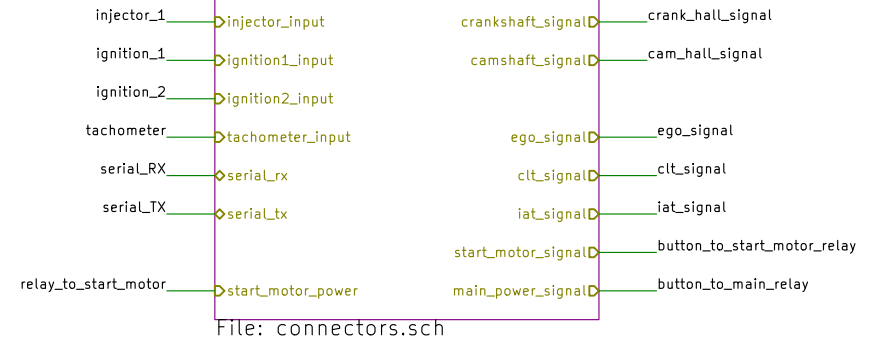 injector_1 injector_input crankshaft_signal crank_hall_signal
ignition_1 ignition1_input camshaft_signal cam_hall_signal
ignition_2 ignition2_input
tachometer tachometer_input ego_signal ego_signal
serial_RX serial_rx clt_signal clt_signal
serial_TX serial_tx iat_signal iat_signal
start_motor_signal button_to_start_motor_relay
relay_to_start_motor start_motor_power main_power_signal button_to_main_relay
File: connectors.sch